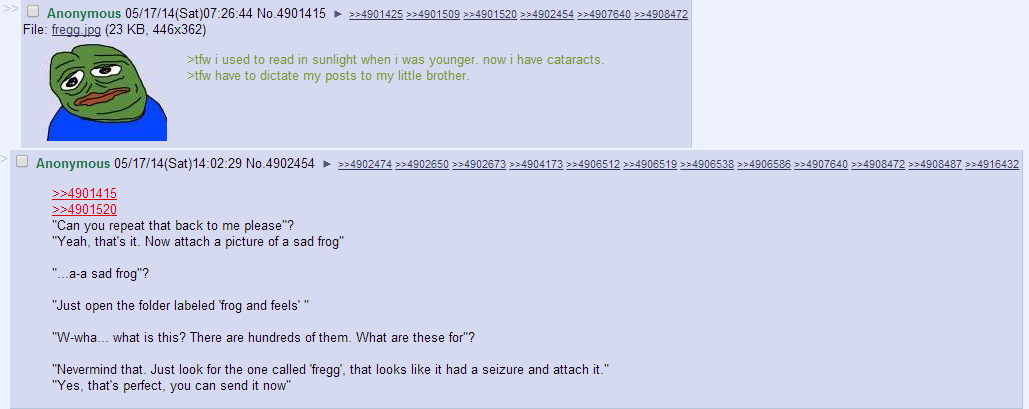 >> Anonymous 05/17/14(Sat)07:26:44 No.4901415 ► >>4901425 >>4901509 >>4901520 >>4902454 >>4907640 >>4908472
File: fregg.jpg (23 KB, 446x362)
>tfw i used to read in sunlight when i was younger. now i have cataracts.
>tfw have to dictate my posts to my little brother.
> Anonymous 05/17/14(Sat)14:02:29 No.4902454 ► >>4902474 >>4902650 >>4902673 >>4904173 >>4906512 >>4906519 >>4906538 >>4906586 >>4907640 >>4908472 >>4908487 >>4916432
>>4901415
>>4901520
"Can you repeat that back to me please"?
"Yeah, that's it. Now attach a picture of a sad frog"
"...a-a sad frog"?
"Just open the folder labeled 'frog and feels' "
"W-wha... what is this? There are hundreds of them. What are these for"?
"Nevermind that. Just look for the one called 'fregg', that looks like it had a seizure and attach it."
"Yes, that's perfect, you can send it now"